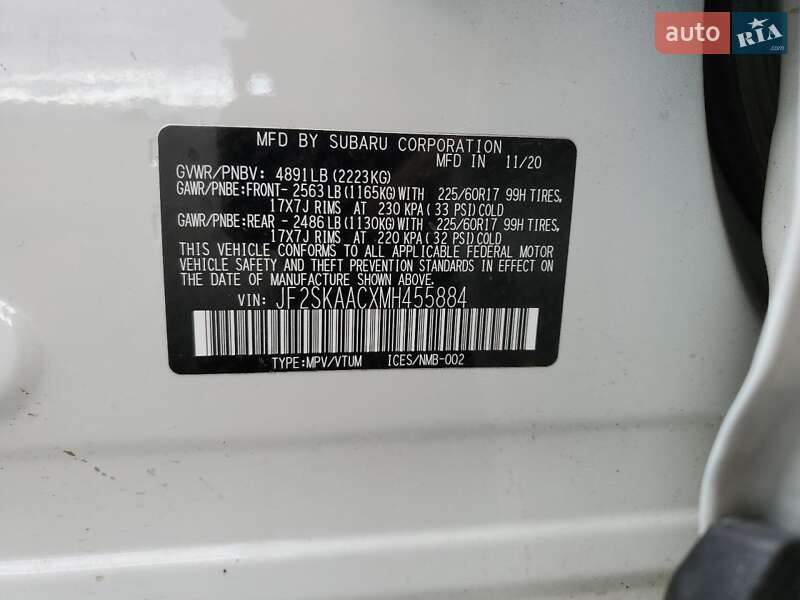 auto RIA.com
MFD BY SUBARU CORPORATION
MFD IN 11/20
GVWR/PNBV: 4891LB (2223KG)
GAWR/PNBE:FRONT- 2563LB (1165KG)WITH 225/60R17 99H TIRES,
17X7J RIMS AT 230 KPA (33 PSI)COLD
GAWR/PNBE:REAR - 2486LB (1130KG)WITH 225/60R17 99H TIRES,
17X7J RIMS AT 220 KPA (32 PSI)COLD
THIS VEHICLE CONFORMS TO ALL APPLICABLE FEDERAL MOTOR
VEHICLE SAFETY AND THEFT PREVENTION STANDARDS IN EFFECT ON
THE DATE OF MANUFACTURE SHOWN ABOVE.
VIN: JF2SKAACXMH455884
TYPE:MPV/VTUM ICES/NMB-002